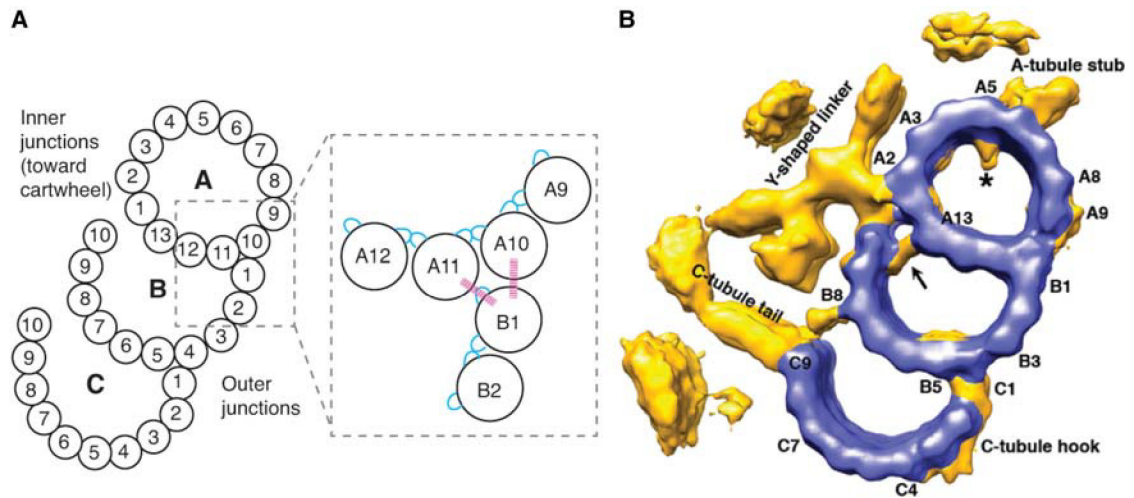 A
Inner
junctions
(toward
cartwheel)
A
1
2
3
4
5
6
7
8
9
10
11
12
13
B
1
2
3
4
5
6
7
8
9
10
C
1
2
3
4
5
6
7
8
9
10
Outer
junctions
A9
A10
A12
A11
B1
B2
B
A-tubule stub
A5
A3
Y-shaped linker
A2
A8
*
A9
A13
B1
C-tubule tail
B8
B3
B5
C9
C1
C7
C-tubule hook
C4